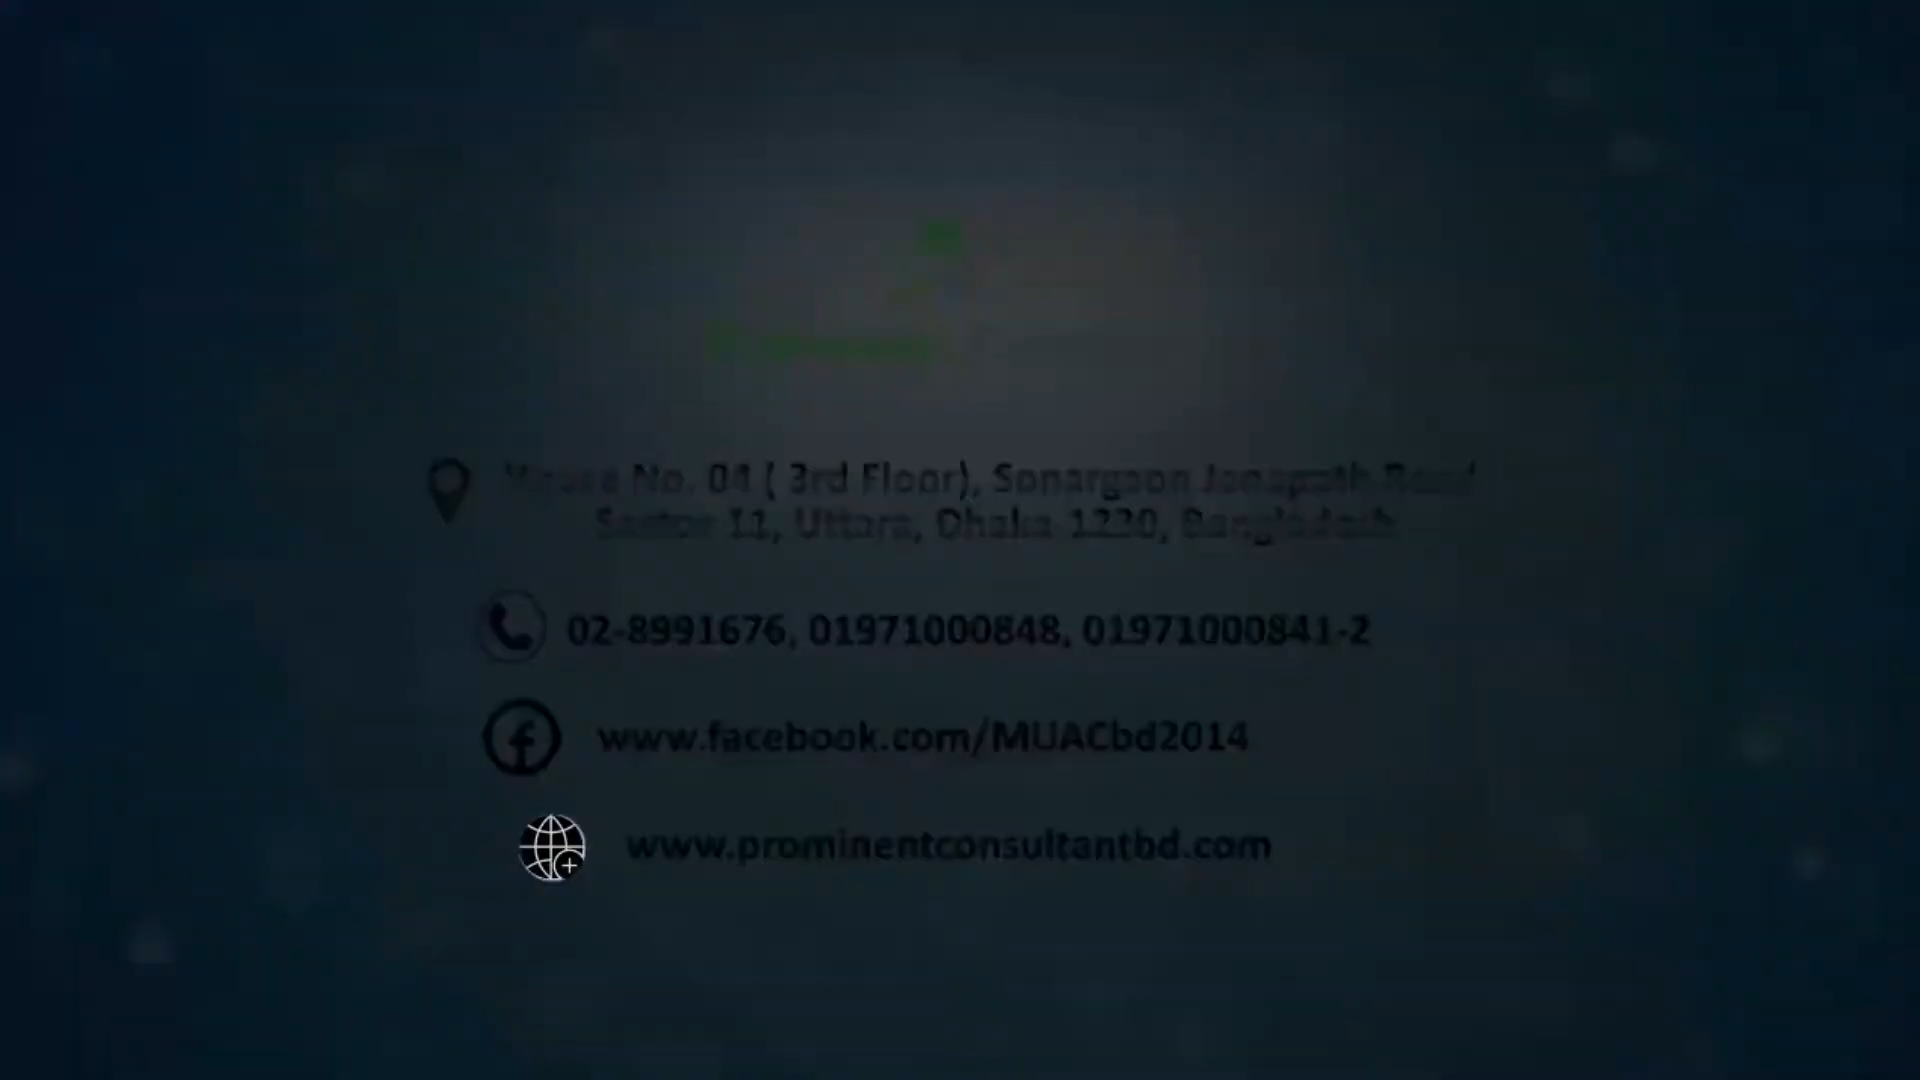 House No. 04 ( 3rd Floor), Sonargaon Janapath Road
Sector 11, Uttara, Dhaka 1230, Bangladesh
02-8991676, 01971000848, 01971000841-2
www.facebook.com/MUACbd2014
www.prominentconsultantbd.com